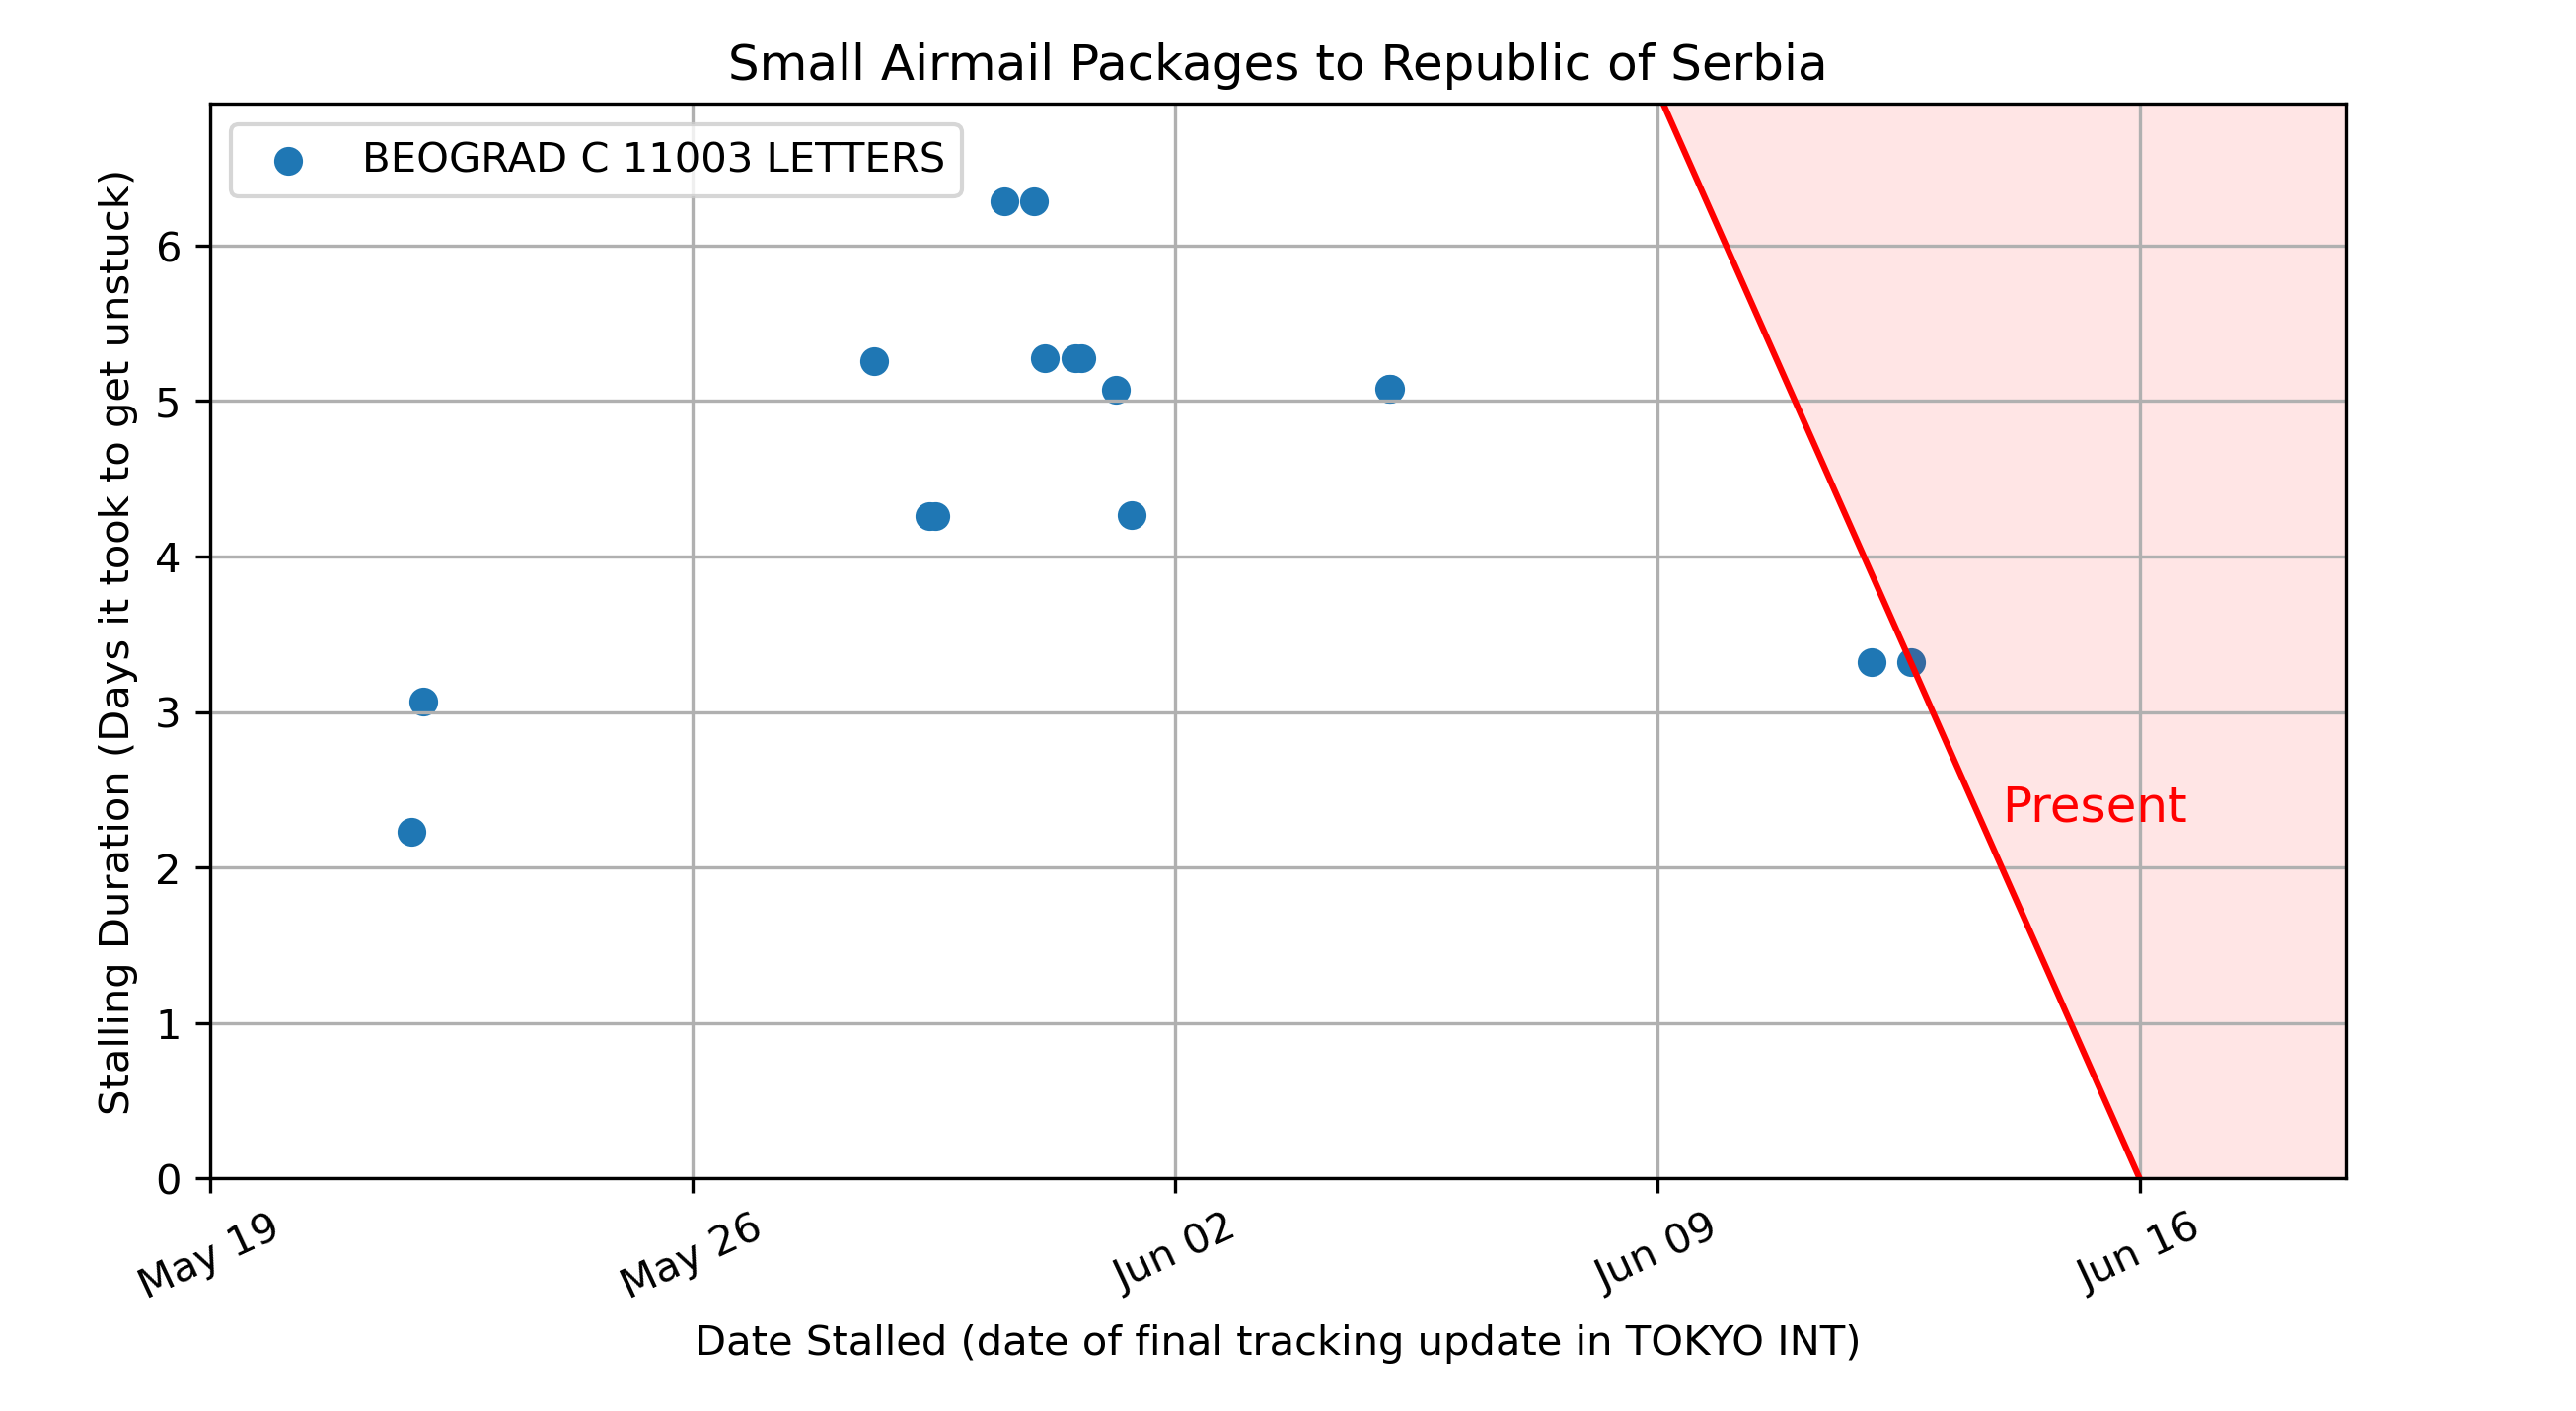 Small Airmail Packages to Republic of Serbia
BEOGRAD C 11003 LETTERS
Stalling Duration (Days it took to get unstuck)
6
5
4
3
2
1
0
Present
May 19
May 26
Jun 02
Jun 09
Jun 16
Date Stalled (date of final tracking update in TOKYO INT)